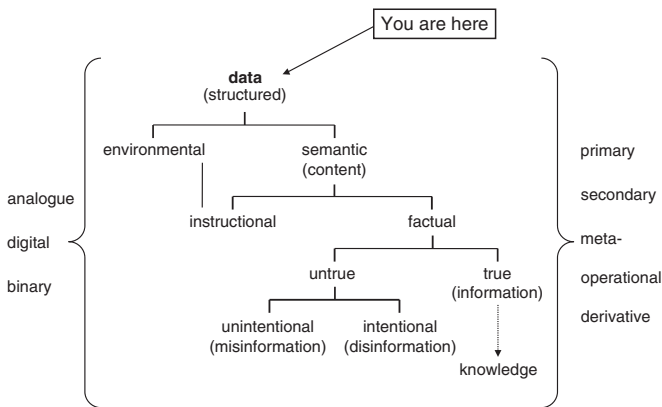 You are here
data
(structured)
environmental
semantic
(content)
primary
secondary
analogue
instructional
factual
digital
meta-
binary
untrue
true
(information)
operational
derivative
unintentional
(misinformation)
intentional
(disinformation)
knowledge